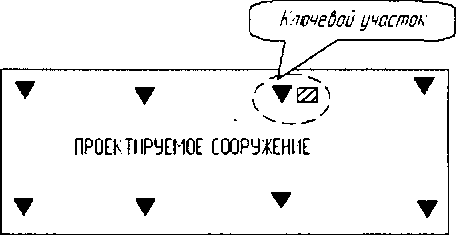 Ключевой участок
ПРОЕКТИРУЕМОЕ СООРУЖЕНИЕ